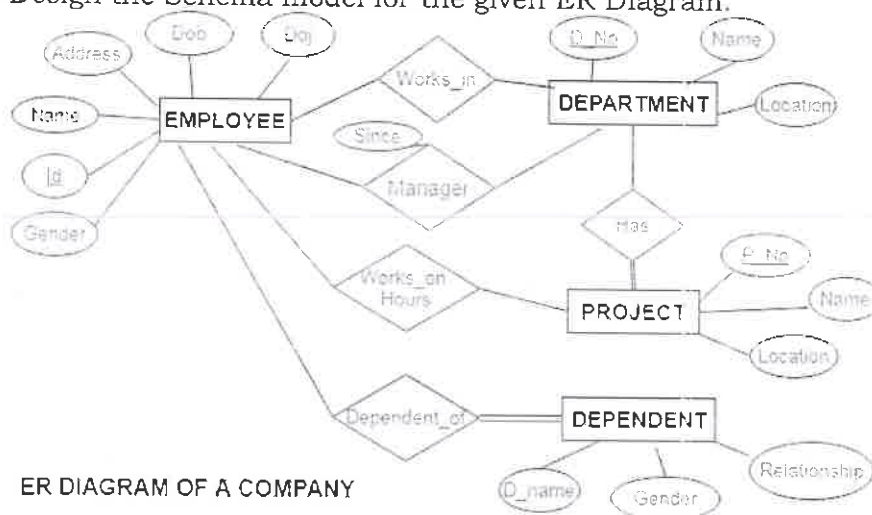 Design the Schema model for the given ER Diagram.
Dob
Doj
Address
Name
EMPLOYEE
Id
Gender
Works_in
Since
Manager
D_No
Name
DEPARTMENT
Location
Has
Works_on
Hours
P_No
Name
PROJECT
Location
Dependent_of
DEPENDENT
D_name
Gender
Relationship
ER DIAGRAM OF A COMPANY